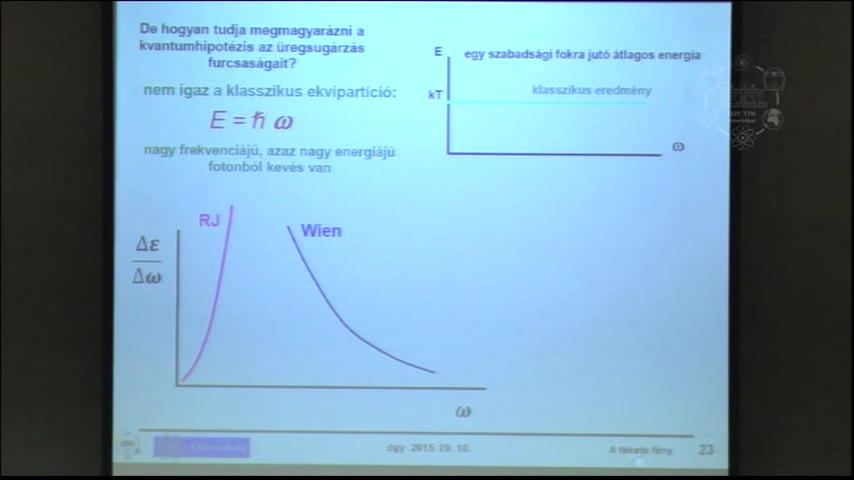 De hogyan tudja megmagyarázni a
kvantumhipotézis az üregsugárzás
furcsaságait?
nem igaz a klasszikus ekvipartíció:
E = ℏ ω
nagy frekvenciájú, azaz nagy energiájú
fotonból kevés van
E
egy szabadsági fokra jutó átlagos energia
kT
klasszikus eredmény
ω
RJ
Wien
Δε
Δω
ω
dgy 2015. 09. 10.
A fekete fény
23